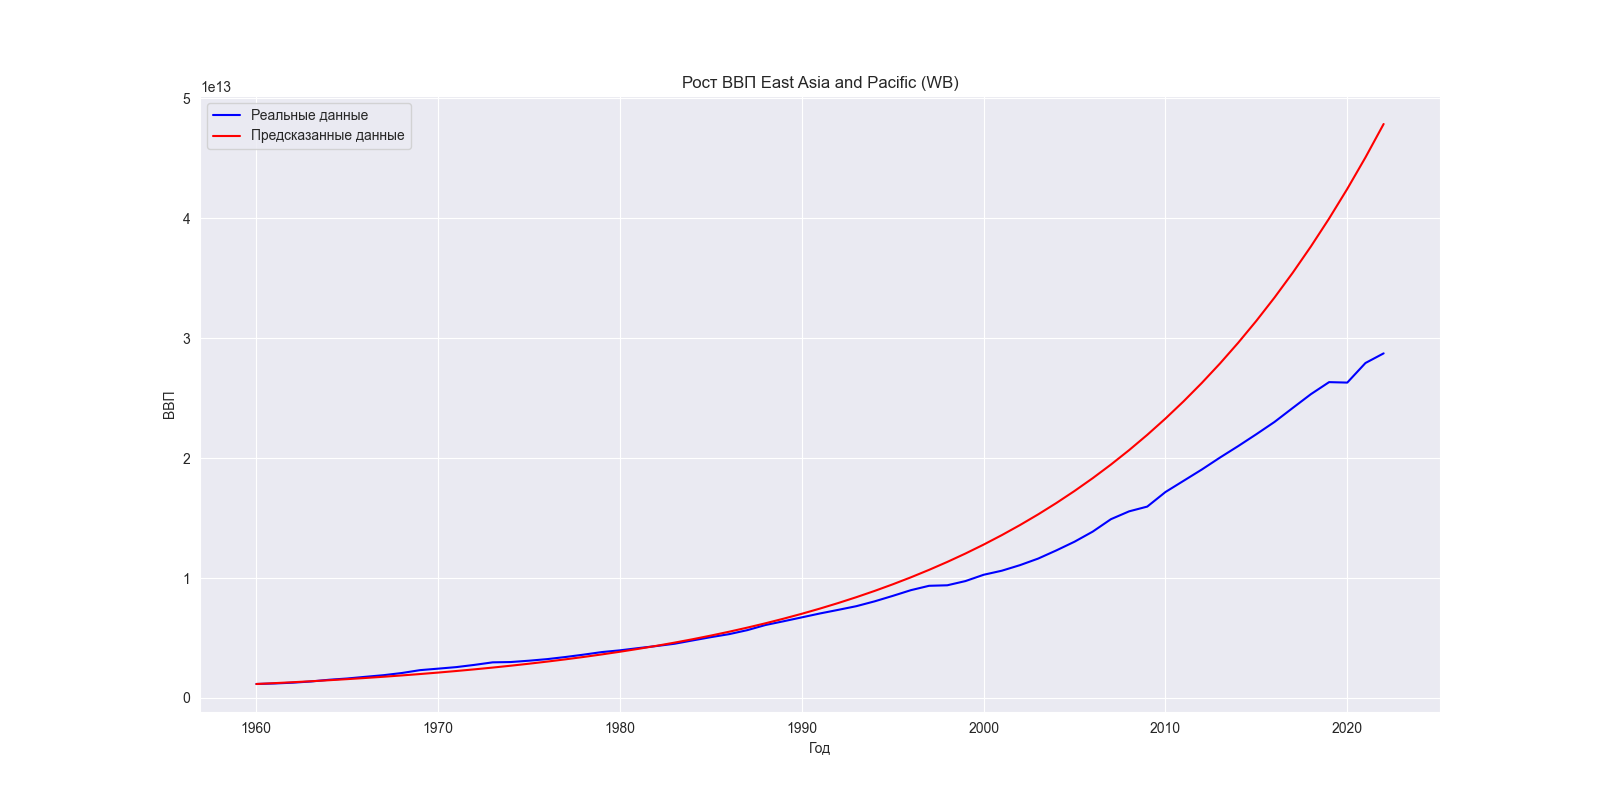 Рост ВВП East Asia and Pacific (WB)
1e13
Реальные данные
Предсказанные данные
5
4
3
2
1
0
ВВП
1960 1970 1980 1990 2000 2010 2020
Год